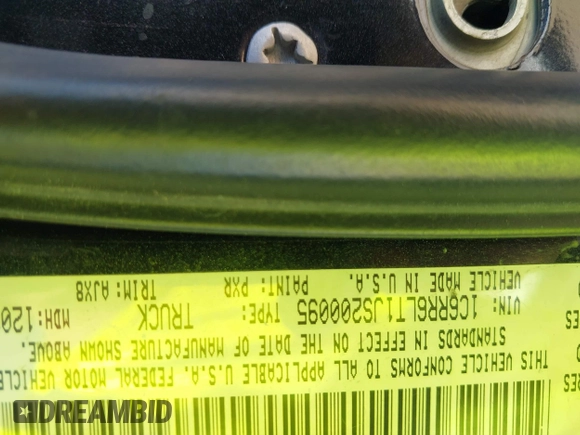 THIS VEHICLE CONFORMS TO ALL APPLICABLE U.S.A. FEDERAL MOTOR VEHICLE
STANDARDS IN EFFECT ON THE DATE OF MANUFACTURE SHOWN ABOVE.
VIN: 1C6RR6LT1JS200095 TYPE: TRUCK MDH: 120
VEHICLE MADE IN U.S.A. PAINT: PXR TRIM: AJX8
DREAMBID